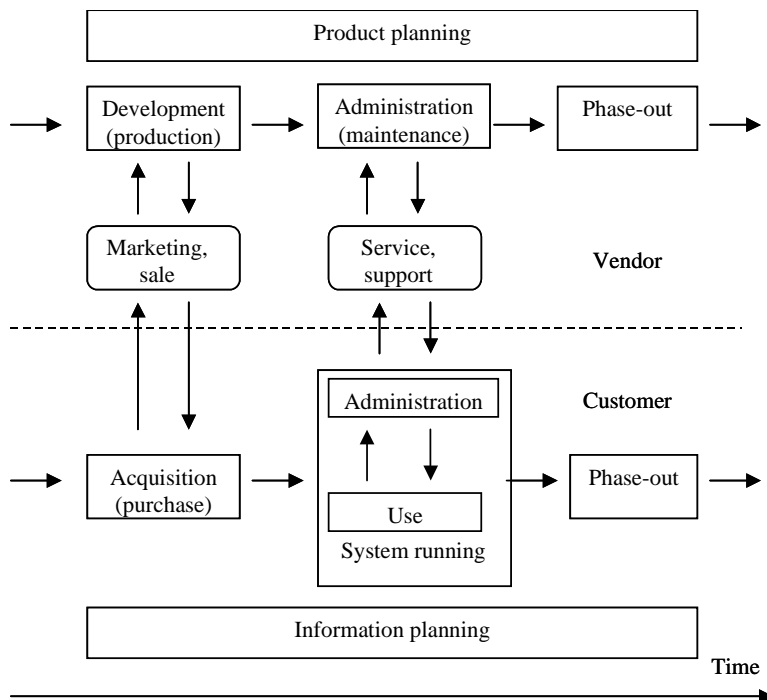 Product planning
Development
(production)
Administration
(maintenance)
Phase-out
Marketing,
sale
Service,
support
Vendor
Administration
Customer
Acquisition
(purchase)
Phase-out
Use
System running
Information planning
Time